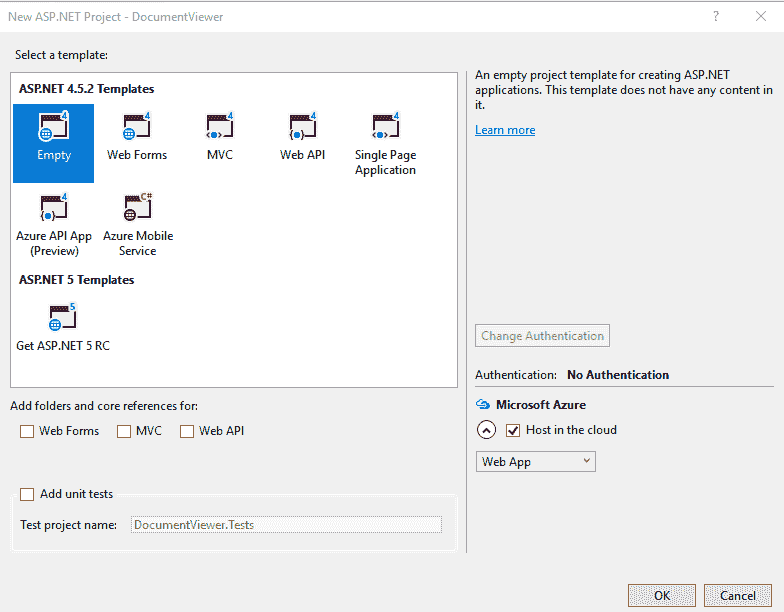 New ASP.NET Project - DocumentViewer
?
Select a template:
ASP.NET 4.5.2 Templates
4 4 4 4 4
Empty Web Forms MVC Web API Single Page
Application
4 C#
Azure API App Azure Mobile
(Preview) Service
ASP.NET 5 Templates
5
Get ASP.NET 5 RC
An empty project template for creating ASP.NET
applications. This template does not have any content in
it.
Learn more
Change Authentication
Authentication: No Authentication
Microsoft Azure
Host in the cloud
Web App
Add folders and core references for:
Web Forms MVC Web API
Add unit tests
Test project name: DocumentViewer.Tests
OK Cancel